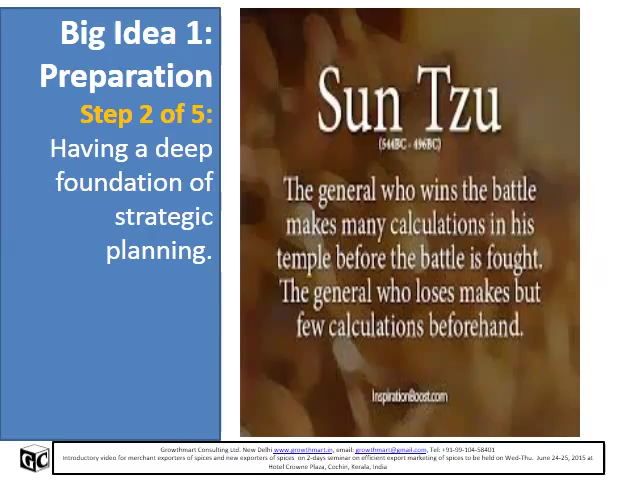 Big Idea 1:
Preparation
Step 2 of 5:
Having a deep
foundation of
strategic
planning.
Sun Tzu
(544BC - 496BC)
The general who wins the battle
makes many calculations in his
temple before the battle is fought.
The general who loses makes but
few calculations beforehand.
InspirationBoost.com
GC
Growthmart Consulting Ltd. New Delhi www.growthmart.in, email: growthmart@gmail.com, Tel: +91-99-104-58401
Introductory video for merchant exporters of spices and new exporters of spices on 2-days seminar on efficient export marketing of spices to be held on Wed-Thu. June 24-25, 2015 at
Hotel Crowne Plaza, Cochin, Kerala, India